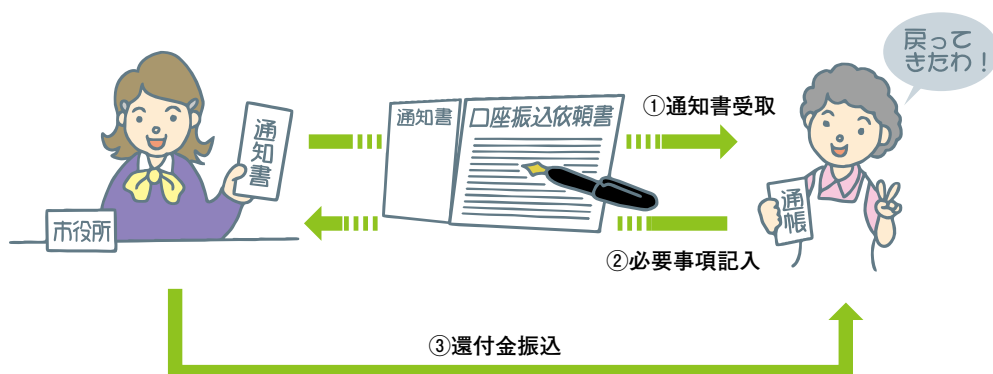 戻って
きたわ！
通知書
口座振込依頼書
①通知書受取
通知書
市役所
通帳
②必要事項記入
③還付金振込